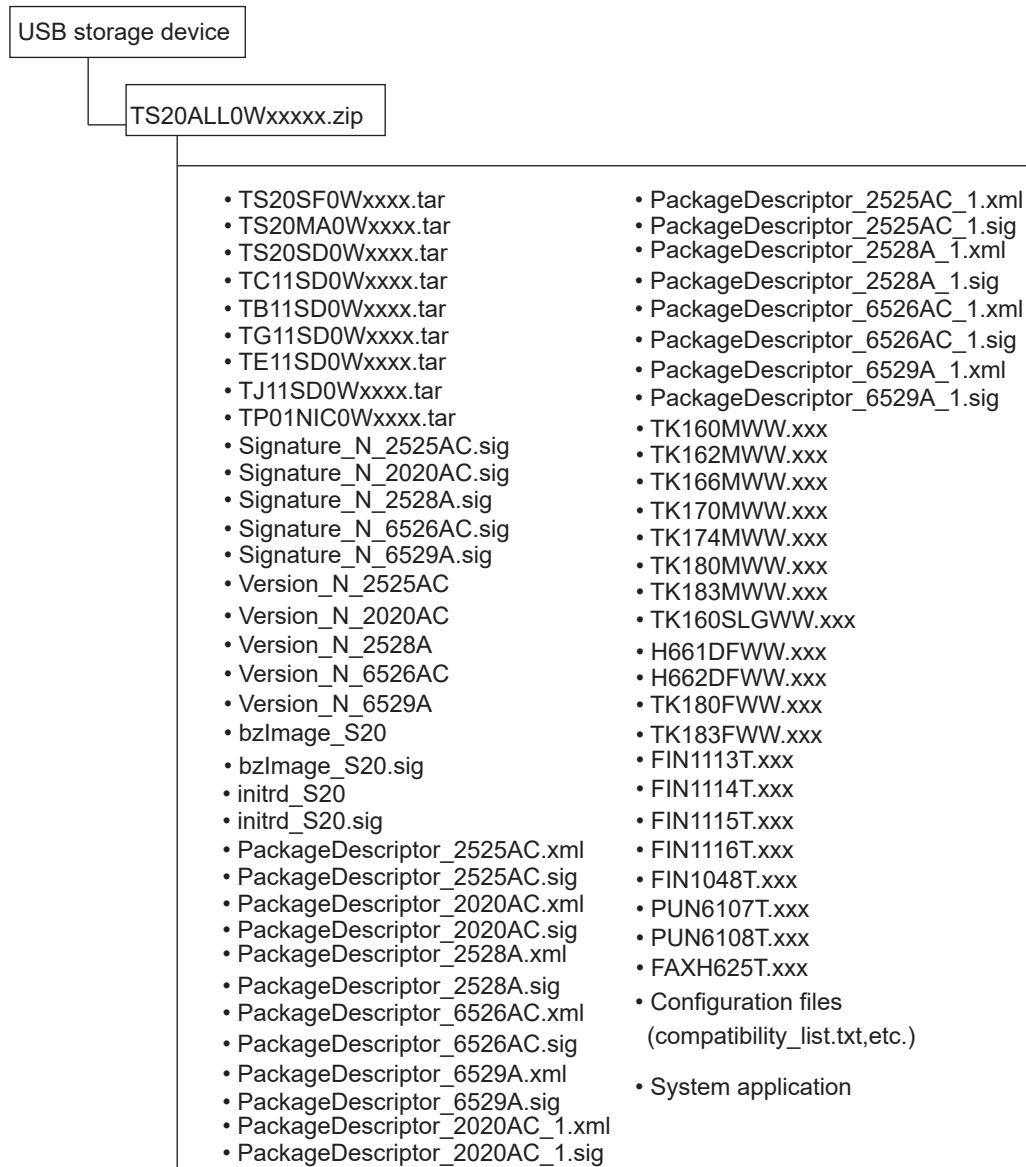 USB storage device
TS20ALL0Wxxxxx.zip
• TS20SF0Wxxxx.tar
• TS20MA0Wxxxx.tar
• TS20SD0Wxxxx.tar
• TC11SD0Wxxxx.tar
• TB11SD0Wxxxx.tar
• TG11SD0Wxxxx.tar
• TE11SD0Wxxxx.tar
• TJ11SD0Wxxxx.tar
• TP01NIC0Wxxxx.tar
• Signature_N_2525AC.sig
• Signature_N_2020AC.sig
• Signature_N_2528A.sig
• Signature_N_6526AC.sig
• Signature_N_6529A.sig
• Version_N_2525AC
• Version_N_2020AC
• Version_N_2528A
• Version_N_6526AC
• Version_N_6529A
• bzImage_S20
• bzImage_S20.sig
• initrd_S20
• initrd_S20.sig
• PackageDescriptor_2525AC.xml
• PackageDescriptor_2525AC.sig
• PackageDescriptor_2020AC.xml
• PackageDescriptor_2020AC.sig
• PackageDescriptor_2528A.xml
• PackageDescriptor_2528A.sig
• PackageDescriptor_6526AC.xml
• PackageDescriptor_6526AC.sig
• PackageDescriptor_6529A.xml
• PackageDescriptor_6529A.sig
• PackageDescriptor_2020AC_1.xml
• PackageDescriptor_2020AC_1.sig
• PackageDescriptor_2525AC_1.xml
• PackageDescriptor_2525AC_1.sig
• PackageDescriptor_2528A_1.xml
• PackageDescriptor_2528A_1.sig
• PackageDescriptor_6526AC_1.xml
• PackageDescriptor_6526AC_1.sig
• PackageDescriptor_6529A_1.xml
• PackageDescriptor_6529A_1.sig
• TK160MWW.xxx
• TK162MWW.xxx
• TK166MWW.xxx
• TK170MWW.xxx
• TK174MWW.xxx
• TK180MWW.xxx
• TK183MWW.xxx
• TK160SLGWW.xxx
• H661DFWW.xxx
• H662DFWW.xxx
• TK180FWW.xxx
• TK183FWW.xxx
• FIN1113T.xxx
• FIN1114T.xxx
• FIN1115T.xxx
• FIN1116T.xxx
• FIN1048T.xxx
• PUN6107T.xxx
• PUN6108T.xxx
• FAXH625T.xxx
• Configuration files
(compatibility_list.txt,etc.)
• System application